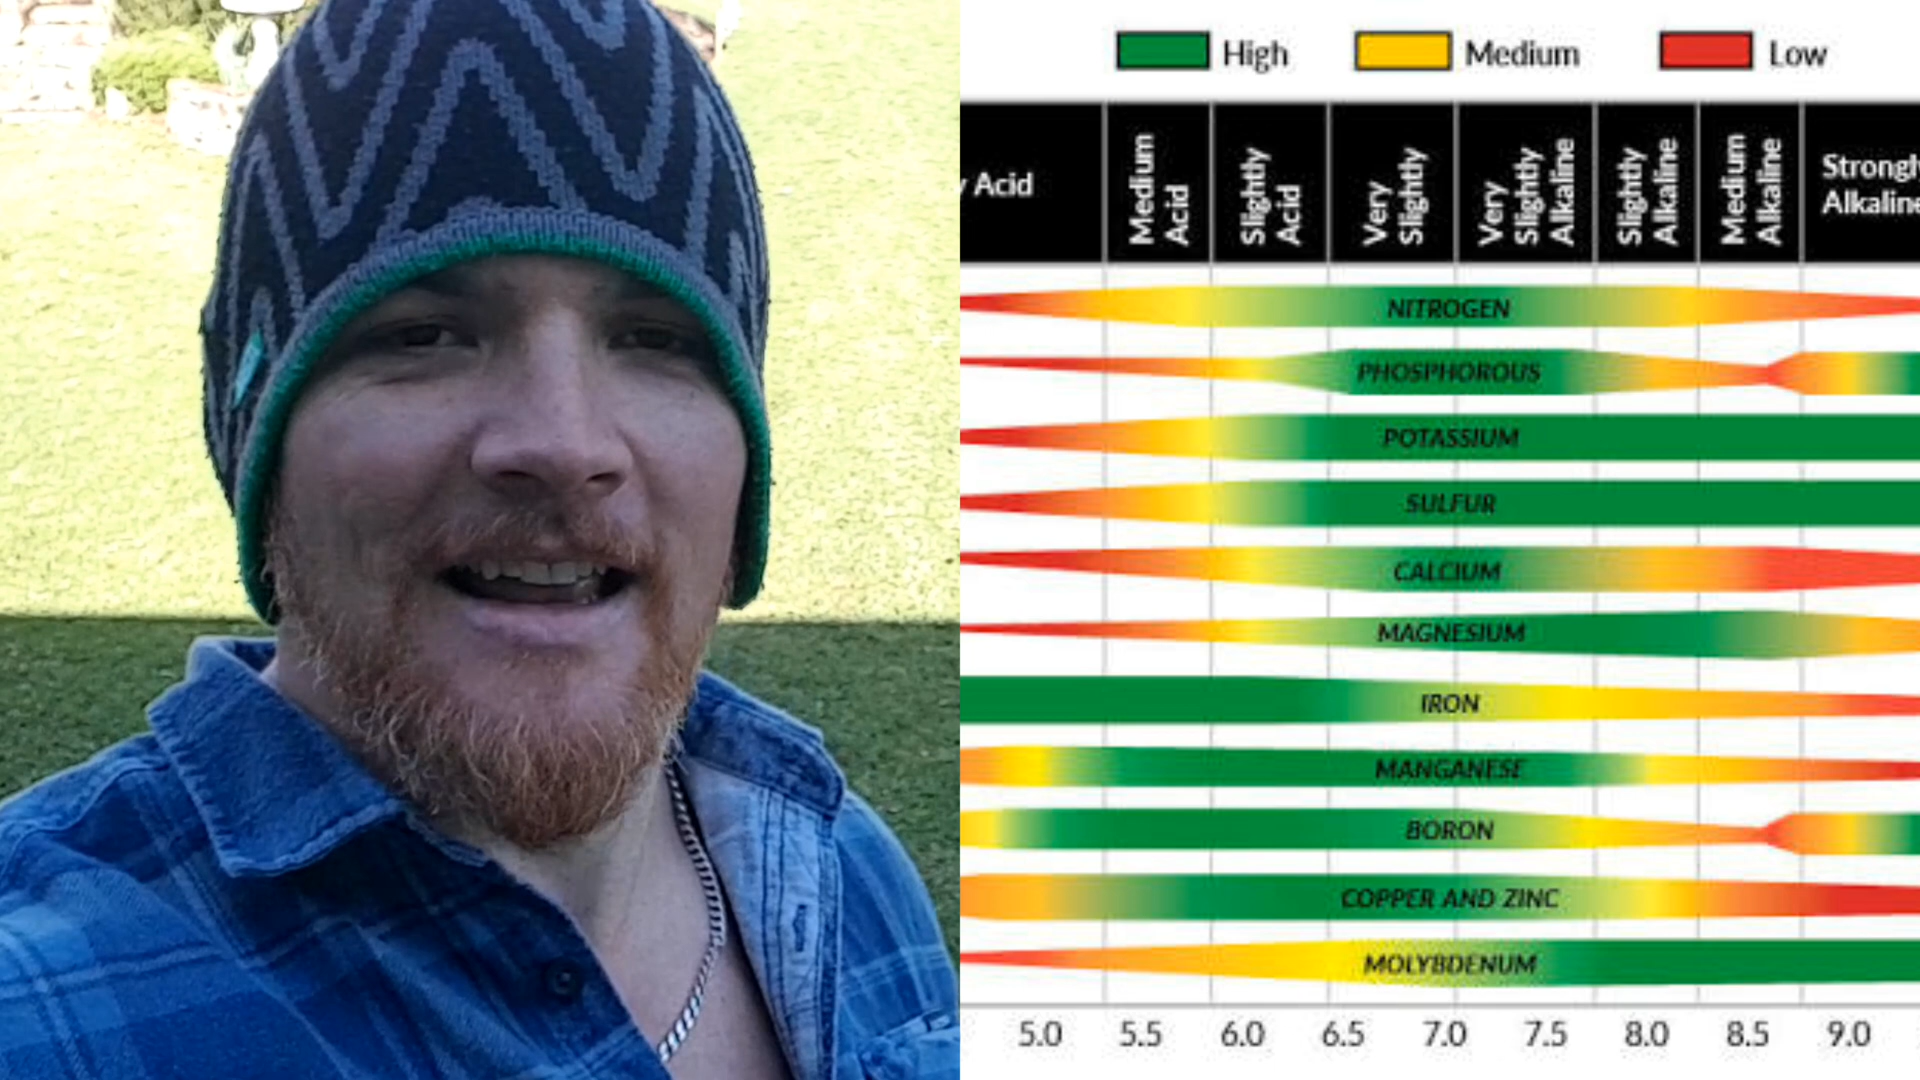 High Medium Low
y Acid
Medium
Acid
Slightly
Acid
Very
Slightly
Very
Slightly
Alkaline
Slightly
Alkaline
Medium
Alkaline
Strongly
Alkaline
NITROGEN
PHOSPHOROUS
POTASSIUM
SULFUR
CALCIUM
MAGNESIUM
IRON
MANGANESE
BORON
COPPER AND ZINC
MOLYBDENUM
5.0 5.5 6.0 6.5 7.0 7.5 8.0 8.5 9.0